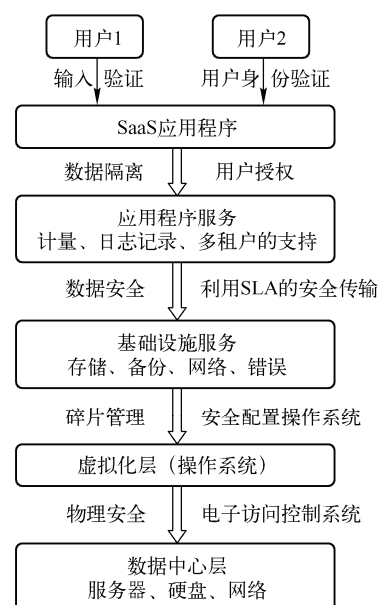 用户1 用户2
输入 验证 用户身 份验证
SaaS应用程序
数据隔离 用户授权
应用程序服务
计量、日志记录、多租户的支持
数据安全 利用SLA的安全传输
基础设施服务
存储、备份、网络、错误
碎片管理 安全配置操作系统
虚拟化层（操作系统）
物理安全 电子访问控制系统
数据中心层
服务器、硬盘、网络